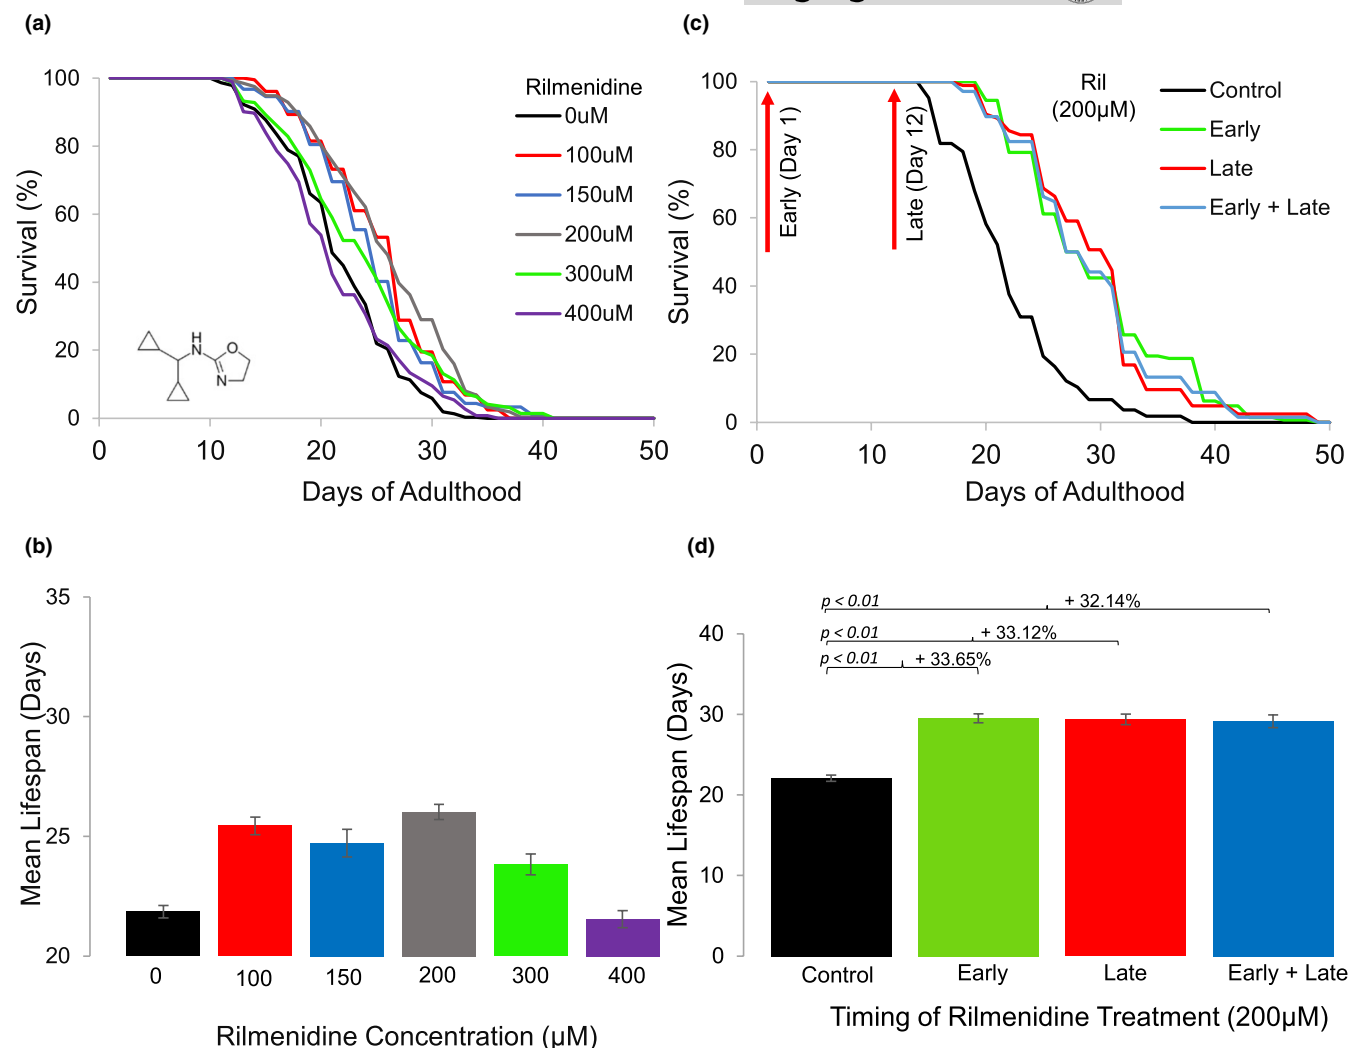 (a)
100
80
60
40
20
0
Survival (%)
0 10 20 30 40 50
Days of Adulthood
Rilmenidine
0uM
100uM
150uM
200uM
300uM
400uM
H
N
O
N
(c)
100
80
60
40
20
0
Survival (%)
0 10 20 30 40 50
Days of Adulthood
Early (Day 1)
Late (Day 12)
Ril
(200µM)
Control
Early
Late
Early + Late
(b)
35
30
25
20
Mean Lifespan (Days)
0 100 150 200 300 400
Rilmenidine Concentration (µM)
(d)
p < 0.01 + 32.14%
p < 0.01 + 33.12%
p < 0.01 + 33.65%
40
30
20
10
0
Mean Lifespan (Days)
Control Early Late Early + Late
Timing of Rilmenidine Treatment (200µM)